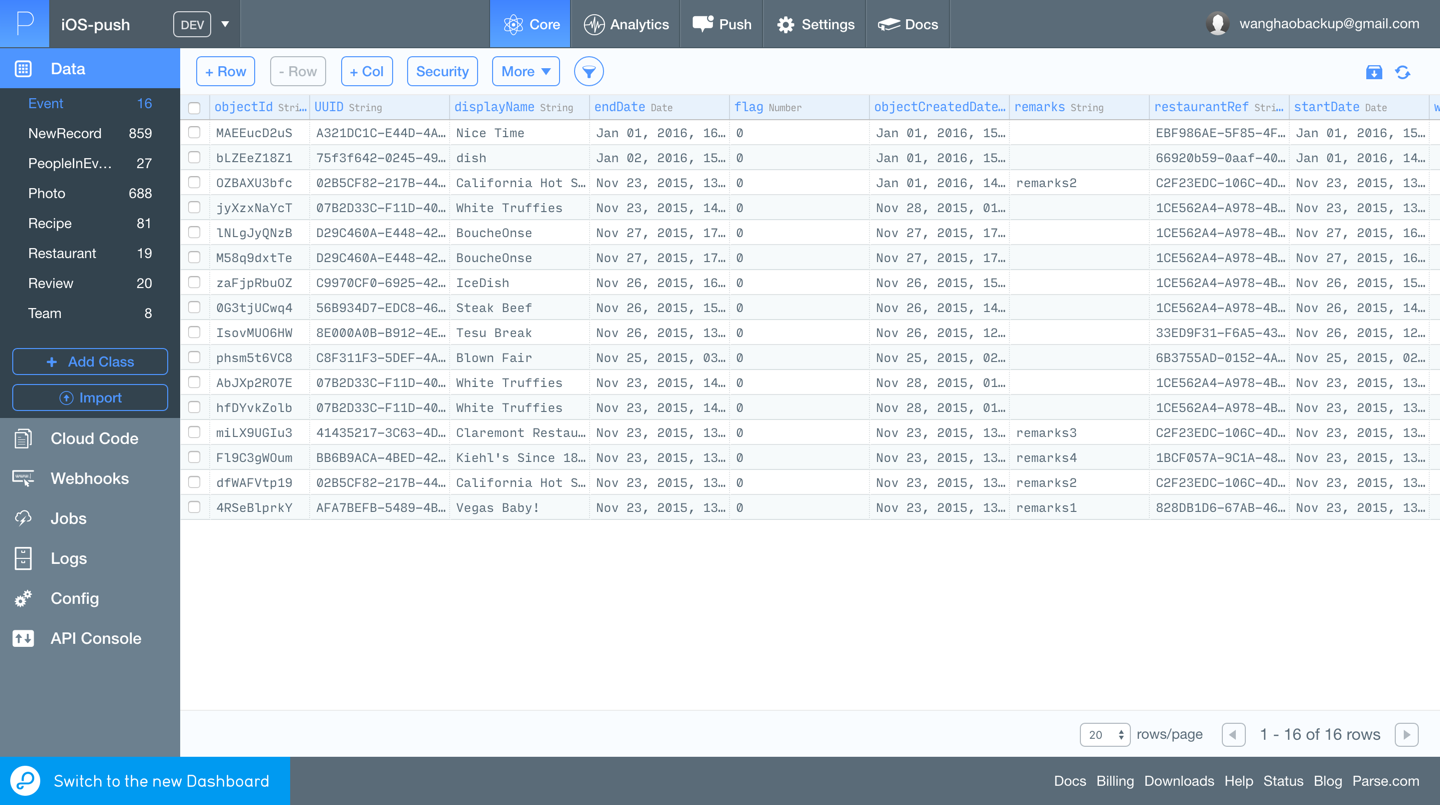 P iOS-push DEV Core Analytics Push Settings Docs wanghaobackup@gmail.com
Data
Event 16
NewRecord 859
PeopleInEv... 27
Photo 688
Recipe 81
Restaurant 19
Review 20
Team 8
+ Add Class
Import
Cloud Code
Webhooks
Jobs
Logs
Config
API Console
+ Row - Row + Col Security More
objectId Stri... UUID String displayName String endDate Date flag Number objectCreatedDate... remarks String restaurantRef Stri... startDate Date w
MAEEucD2uS A321DC1C-E44D-4A... Nice Time Jan 01, 2016, 16... 0 Jan 01, 2016, 15... EBF986AE-5F85-4F... Jan 01, 2016, 15...
bLZEeZ18Z1 75f3f642-0245-49... dish Jan 02, 2016, 15... 0 Jan 01, 2016, 15... 66920b59-0aaf-40... Jan 01, 2016, 14...
OZBAXU3bfc 02B5CF82-217B-44... California Hot S... Nov 23, 2015, 13... 0 Jan 01, 2016, 14... remarks2 C2F23EDC-106C-4D... Nov 23, 2015, 13...
jyXzxNaYcT 07B2D33C-F11D-40... White Truffies Nov 23, 2015, 14... 0 Nov 28, 2015, 01... 1CE562A4-A978-4B... Nov 23, 2015, 13...
lNLgJyQNzB D29C460A-E448-42... BoucheOnse Nov 27, 2015, 17... 0 Nov 27, 2015, 17... 1CE562A4-A978-4B... Nov 27, 2015, 16...
M58q9dxtTe D29C460A-E448-42... BoucheOnse Nov 27, 2015, 17... 0 Nov 27, 2015, 17... 1CE562A4-A978-4B... Nov 27, 2015, 16...
zaFjpRbuOZ C9970CF0-6925-42... IceDish Nov 26, 2015, 16... 0 Nov 26, 2015, 15... 1CE562A4-A978-4B... Nov 26, 2015, 15...
0G3tjUCwq4 56B934D7-EDC8-46... Steak Beef Nov 26, 2015, 15... 0 Nov 26, 2015, 14... 1CE562A4-A978-4B... Nov 26, 2015, 14...
IsovMUO6HW 8E000A0B-B912-4E... Tesu Break Nov 26, 2015, 13... 0 Nov 26, 2015, 12... 33ED9F31-F6A5-43... Nov 26, 2015, 12...
phsm5t6VC8 C8F311F3-5DEF-4A... Blown Fair Nov 25, 2015, 03... 0 Nov 25, 2015, 02... 6B3755AD-0152-4A... Nov 25, 2015, 02...
AbJXp2RO7E 07B2D33C-F11D-40... White Truffies Nov 23, 2015, 14... 0 Nov 28, 2015, 01... 1CE562A4-A978-4B... Nov 23, 2015, 13...
hfDYvkZolb 07B2D33C-F11D-40... White Truffies Nov 23, 2015, 14... 0 Nov 28, 2015, 01... 1CE562A4-A978-4B... Nov 23, 2015, 13...
miLX9UGIu3 41435217-3C63-4D... Claremont Restau... Nov 23, 2015, 13... 0 Nov 23, 2015, 13... remarks3 C2F23EDC-106C-4D... Nov 23, 2015, 13...
Fl9C3gWOum BB6B9ACA-4BED-42... Kiehl's Since 18... Nov 23, 2015, 13... 0 Nov 23, 2015, 13... remarks4 1BCF057A-9C1A-48... Nov 23, 2015, 13...
dfWAFVtp19 02B5CF82-217B-44... California Hot S... Nov 23, 2015, 13... 0 Nov 23, 2015, 13... remarks2 C2F23EDC-106C-4D... Nov 23, 2015, 13...
4RSeBlprkY AFA7BEFB-5489-4B... Vegas Baby! Nov 23, 2015, 13... 0 Nov 23, 2015, 13... remarks1 828DB1D6-67AB-46... Nov 23, 2015, 13...
20 rows/page 1 - 16 of 16 rows
Switch to the new Dashboard
Docs Billing Downloads Help Status Blog Parse.com